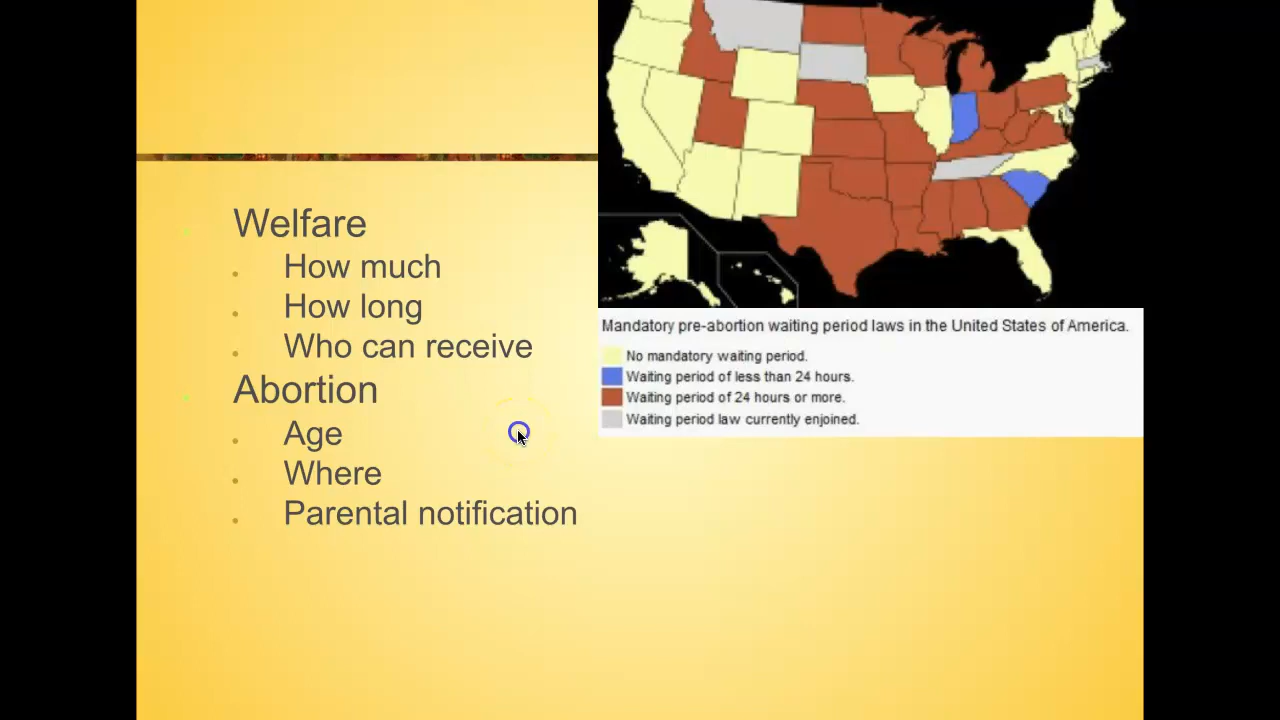 Welfare
How much
How long
Who can receive
Abortion
Age
Where
Parental notification
Mandatory pre-abortion waiting period laws in the United States of America.
No mandatory waiting period.
Waiting period of less than 24 hours.
Waiting period of 24 hours or more.
Waiting period law currently enjoined.